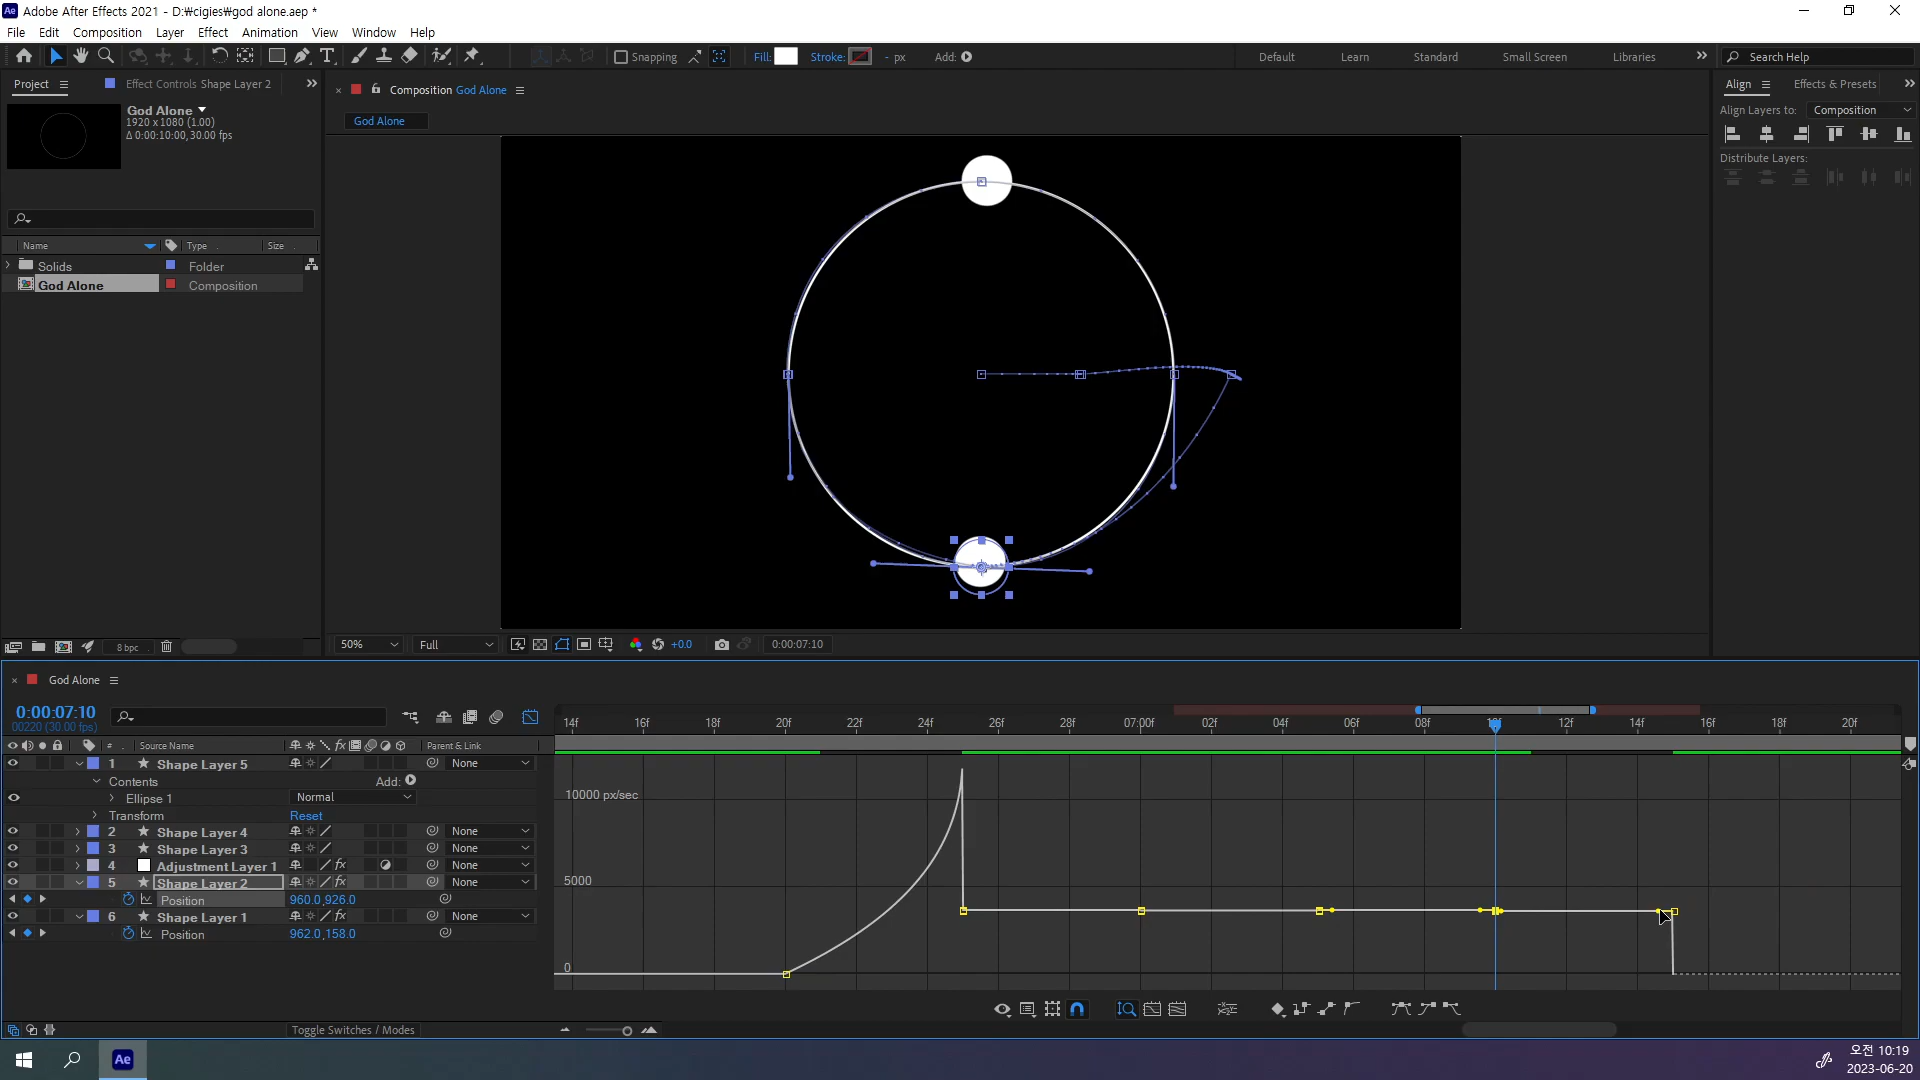 Ae Adobe After Effects 2021 - D:₩cigies₩god alone.aep *
File Edit Composition Layer Effect Animation View Window Help
Snapping Fill: Stroke: - px Add: Default Learn Standard Small Screen Libraries Search Help
Project Effect Controls Shape Layer 2 Composition God Alone Align Effects & Presets
God Alone
1920 x 1080 (1.00)
Δ 0:00:10:00, 30.00 fps
God Alone
Align Layers to: Composition
Distribute Layers:
Name Type Size
Solids Folder
God Alone Composition
8 bpc
50% Full +0.0 0:00:07:10
God Alone
0:00:07:10
00220 (30.00 fps)
14f 16f 18f 20f 22f 24f 26f 28f 07:00f 02f 04f 06f 08f 10f 12f 14f 16f 18f 20f
# Source Name Parent & Link
1 Shape Layer 5 None
Contents Add:
Ellipse 1 Normal
Transform Reset
2 Shape Layer 4 None
3 Shape Layer 3 None
4 Adjustment Layer 1 None
5 Shape Layer 2 None
Position 960.0,926.0
6 Shape Layer 1 None
Position 962.0,158.0
10000 px/sec
5000
0
Toggle Switches / Modes
Ae
오전 10:19
2023-06-20